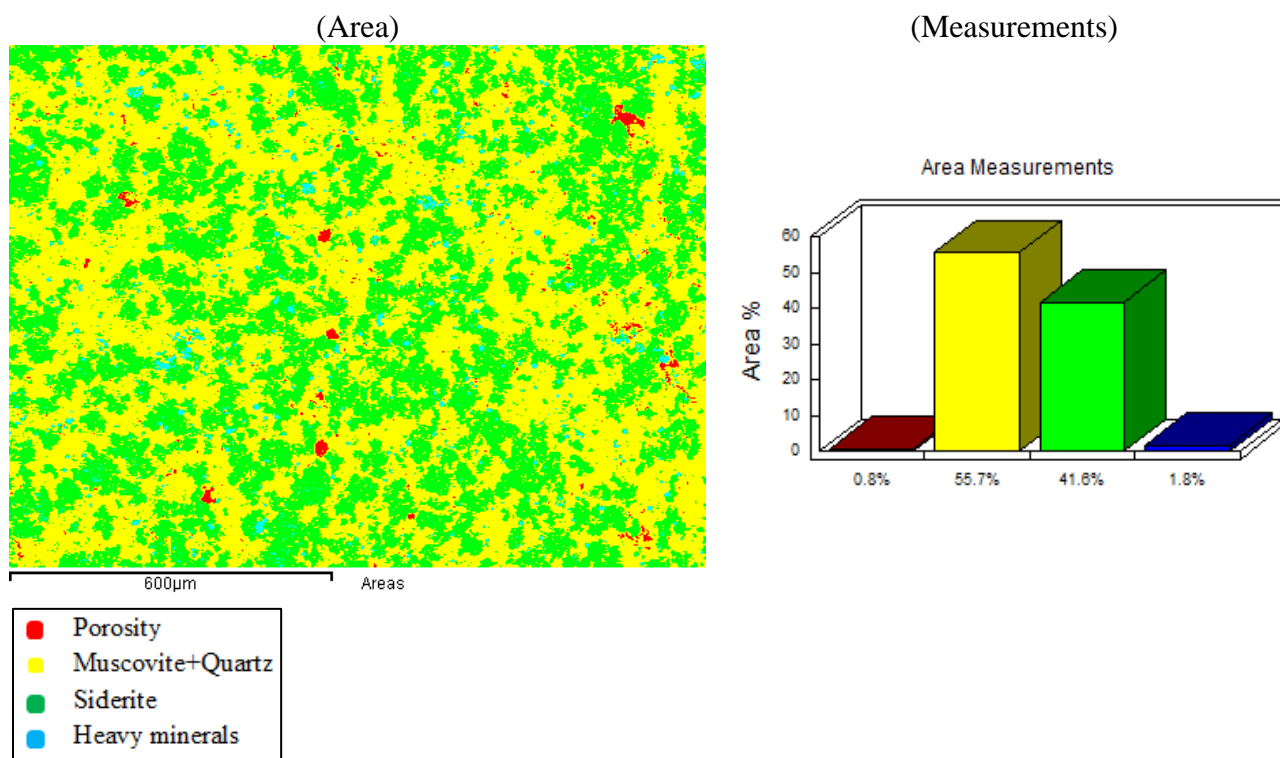 (Area)
(Measurements)
600µm
Areas
Porosity
Muscovite+Quartz
Siderite
Heavy minerals
Area Measurements
Area %
60
50
40
30
20
10
0
0.8%
55.7%
41.6%
1.8%